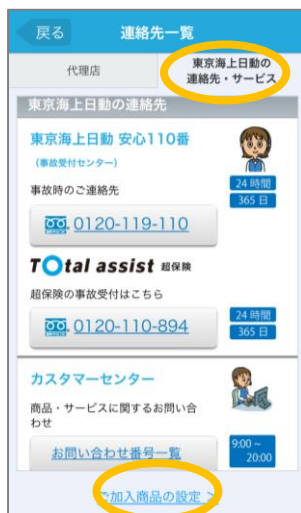 戻る
連絡先一覧
代理店
東京海上日動の
連絡先・サービス
東京海上日動の連絡先
東京海上日動 安心110番
(事故受付センター)
事故時のご連絡先
24時間
365日
0120-119-110
Total assist 超保険
超保険の事故受付はこちら
0120-110-894
24時間
365日
カスタマーセンター
商品・サービスに関するお問い合
わせ
お問い合わせ番号一覧
9:00～
20:00
ご加入商品の設定 >